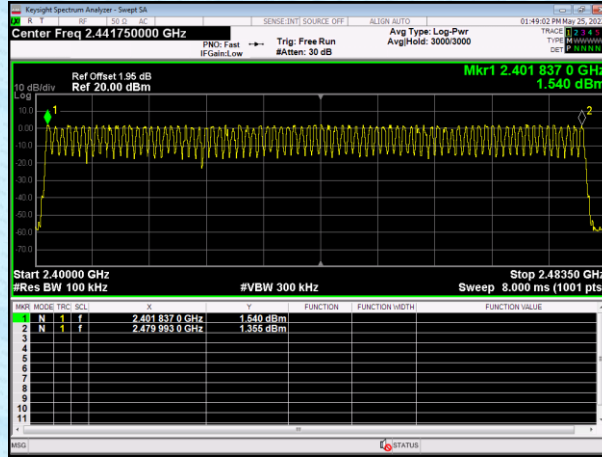 Keysight Spectrum Analyzer - Swept SA
R T RF 50 Ω AC SENSE:INT SOURCE OFF ALIGN AUTO 01:49:02 PM May 25, 202
Center Freq 2.441750000 GHz
PNO: Fast
IFGain:Low
Trig: Free Run
#Atten: 30 dB
Avg Type: Log-Pwr
Avg|Hold: 3000/3000
TRACE 1 2 3 4 5
TYPE M
DET P N N N N
Mkr1 2.401 837 0 GHz
1.540 dBm
Ref Offset 1.95 dB
10 dB/div Ref 20.00 dBm
Log
1
2
10.0
0.00
-10.0
-20.0
-30.0
-40.0
-50.0
-60.0
-70.0
Start 2.40000 GHz Stop 2.48350 GHz
#Res BW 100 kHz #VBW 300 kHz Sweep 8.000 ms (1001 pts
MKR MODE TRC SCL X Y FUNCTION FUNCTION WIDTH FUNCTION VALUE
1 N 1 f 2.401 837 0 GHz 1.540 dBm
2 N 1 f 2.479 993 0 GHz 1.355 dBm
3
4
5
6
7
8
9
10
11
MSG STATUS